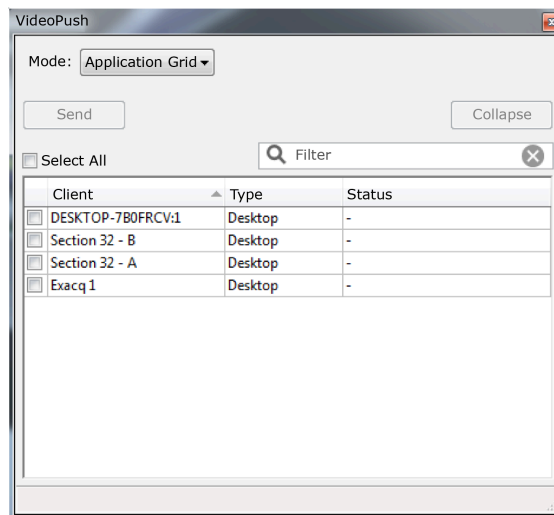 VideoPush
Mode: Application Grid
Send Collapse
Select All Filter
Client Type Status
DESKTOP-7B0FRCV:1 Desktop -
Section 32 - B Desktop -
Section 32 - A Desktop -
Exacq 1 Desktop -